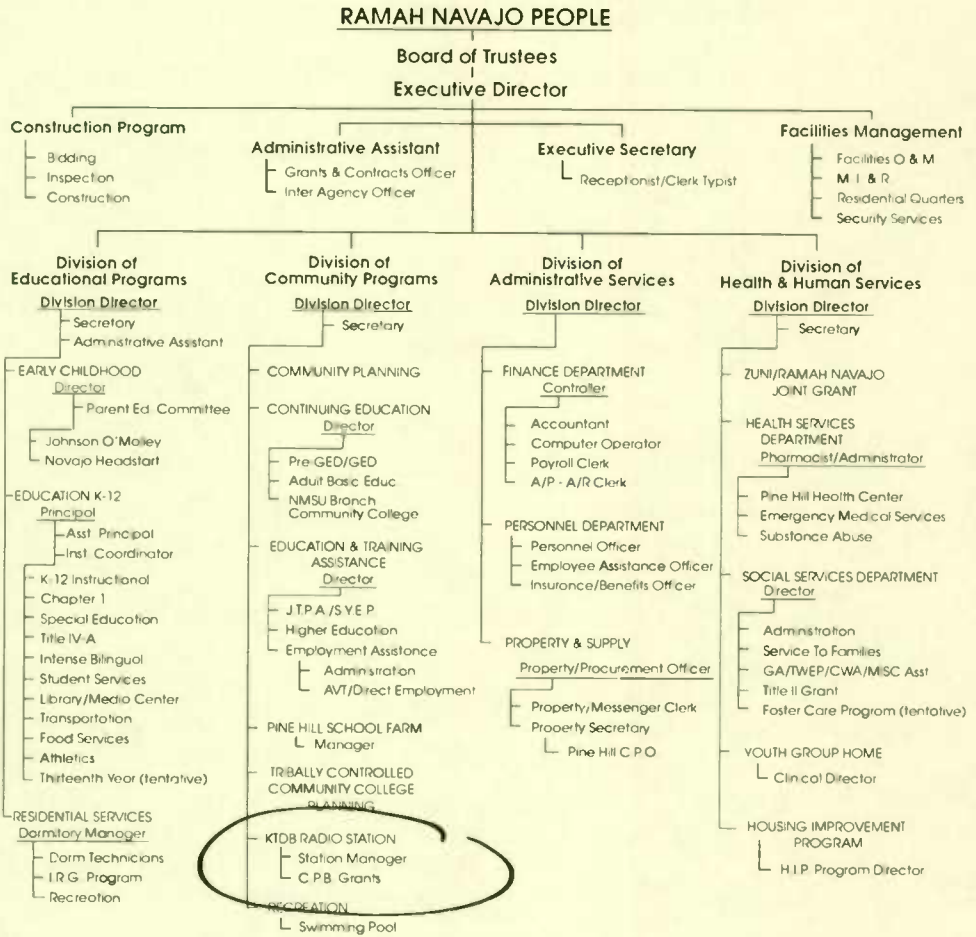 RAMAH NAVAJO PEOPLE
Board of Trustees
Executive Director
Construction Program
Bidding
Inspection
Construction
Administrative Assistant
Grants & Contracts Officer
Inter Agency Officer
Executive Secretary
Receptionist/Clerk Typist
Facilities Management
Facilities O & M
M I & R
Residential Quarters
Security Services
Division of
Educational Programs
Division Director
Secretary
Administrative Assistant
EARLY CHILDHOOD
Director
Parent Ed. Committee
Johnson O'Malley
Navajo Headstart
EDUCATION K-12
Principal
Asst Principal
Inst. Coordinator
K-12 Instructional
Chapter 1
Special Education
Title IV-A
Intense Bilingual
Student Services
Library/Media Center
Transportation
Food Services
Athletics
Thirteenth Year (tentative)
RESIDENTIAL SERVICES
Dormitory Manager
Dorm Technicians
I.R.G. Program
Recreation
Division of
Community Programs
Division Director
Secretary
COMMUNITY PLANNING
CONTINUING EDUCATION
Director
Pre GED/GED
Adult Basic Educ
NMSU Branch
Community College
EDUCATION & TRAINING
ASSISTANCE
Director
J.T.P.A./S Y E P
Higher Education
Employment Assistance
Administration
AVT/Direct Employment
PINE HILL SCHOOL FARM
Manager
TRIBALLY CONTROLLED
COMMUNITY COLLEGE
PLANNING
KTDB RADIO STATION
Station Manager
C.P.B. Grants
RECREATION
Swimming Pool
Division of
Administrative Services
Division Director
FINANCE DEPARTMENT
Controller
Accountant
Computer Operator
Payroll Clerk
A/P - A/R Clerk
PERSONNEL DEPARTMENT
Personnel Officer
Employee Assistance Officer
Insurance/Benefits Officer
PROPERTY & SUPPLY
Property/Procurement Officer
Property/Messenger Clerk
Property Secretary
Pine Hill C P O
Division of
Health & Human Services
Division Director
Secretary
ZUNI/RAMAH NAVAJO
JOINT GRANT
HEALTH SERVICES
DEPARTMENT
Pharmacist/Administrator
Pine Hill Health Center
Emergency Medical Services
Substance Abuse
SOCIAL SERVICES DEPARTMENT
Director
Administration
Service To Families
GA/TWEP/CWA/MISC Asst
Title II Grant
Foster Care Program (tentative)
YOUTH GROUP HOME
Clinical Director
HOUSING IMPROVEMENT
PROGRAM
H.I.P. Program Director